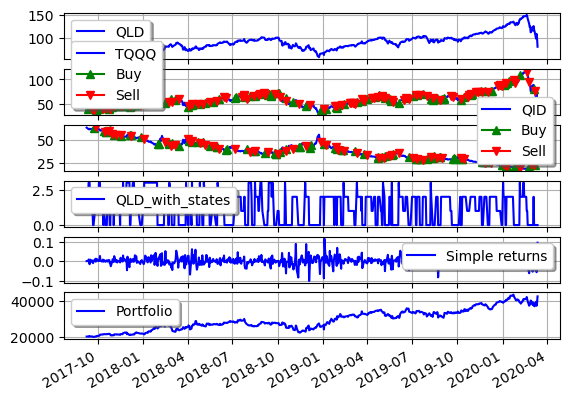 150
100
QLD
100
50
TQQQ
Buy
Sell
50
25
QID
Buy
Sell
2.5
0.0
QLD_with_states
0.1
0.0
−0.1
Simple returns
40000
20000
Portfolio
2017-10
2018-01
2018-04
2018-07
2018-10
2019-01
2019-04
2019-07
2019-10
2020-01
2020-04